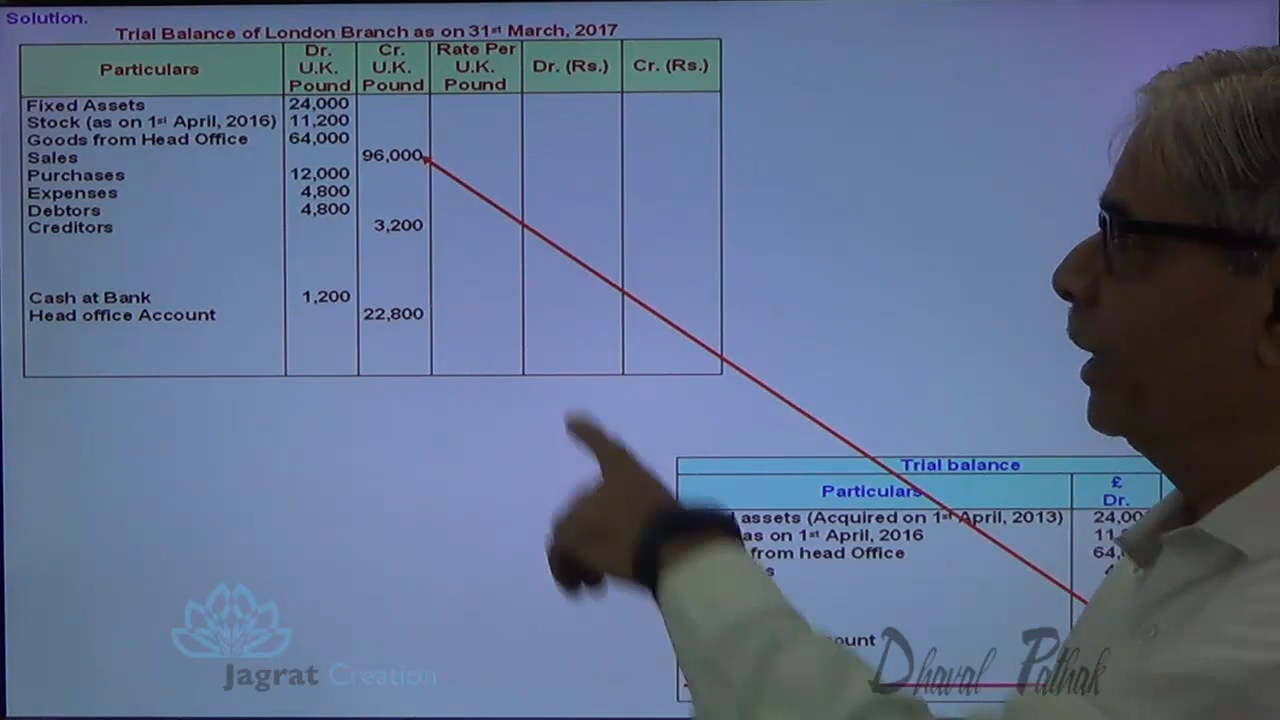 Solution.
Trial Balance of London Branch as on 31st March, 2017
Particulars Dr. U.K. Pound Cr. U.K. Pound Rate Per U.K. Pound Dr. (Rs.) Cr. (Rs.)
Fixed Assets 24,000
Stock (as on 1st April, 2016) 11,200
Goods from Head Office 64,000
Sales 96,000
Purchases 12,000
Expenses 4,800
Debtors 4,800
Creditors 3,200
Cash at Bank 1,200
Head office Account 22,800
Trial balance
Particulars £ Dr.
assets (Acquired on 1st April, 2013)
as on 1st April, 2016
from head Office
Jagrat Creation
Dhaval Pathak